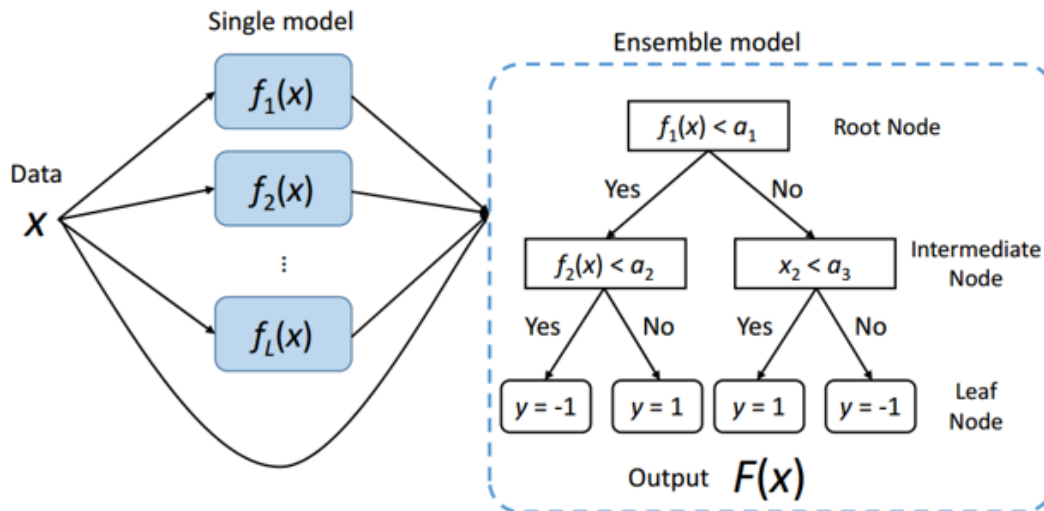 Single model
Ensemble model
Data
x
f₁(x)
f₂(x)
⋮
f_L(x)
f₁(x) < a₁
Root Node
Yes
No
f₂(x) < a₂
x₂ < a₃
Intermediate
Node
Yes
No
Yes
No
y = -1
y = 1
y = 1
y = -1
Leaf
Node
Output F(x)